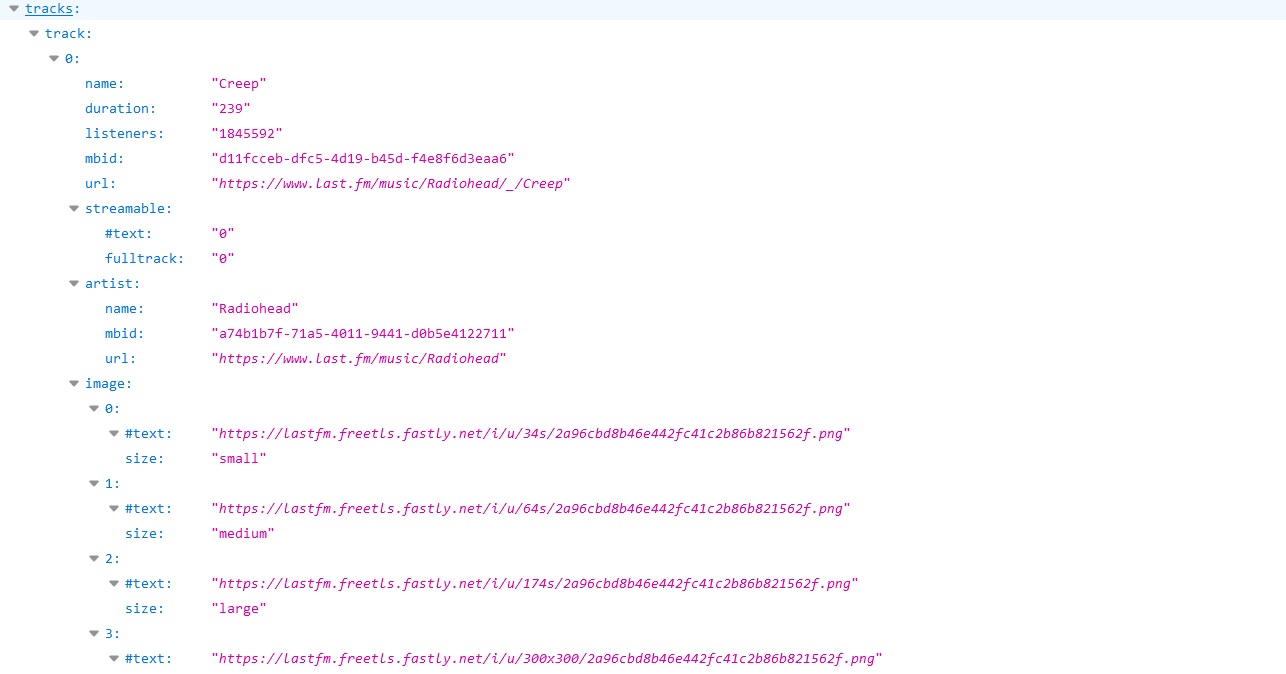 tracks:
track:
0:
name: "Creep"
duration: "239"
listeners: "1845592"
mbid: "d11fcceb-dfc5-4d19-b45d-f4e8f6d3eaa6"
url: "https://www.last.fm/music/Radiohead/_/Creep"
streamable:
#text: "0"
fulltrack: "0"
artist:
name: "Radiohead"
mbid: "a74b1b7f-71a5-4011-9441-d0b5e4122711"
url: "https://www.last.fm/music/Radiohead"
image:
0:
#text: "https://lastfm.freetls.fastly.net/i/u/34s/2a96cbd8b46e442fc41c2b86b821562f.png"
size: "small"
1:
#text: "https://lastfm.freetls.fastly.net/i/u/64s/2a96cbd8b46e442fc41c2b86b821562f.png"
size: "medium"
2:
#text: "https://lastfm.freetls.fastly.net/i/u/174s/2a96cbd8b46e442fc41c2b86b821562f.png"
size: "large"
3:
#text: "https://lastfm.freetls.fastly.net/i/u/300x300/2a96cbd8b46e442fc41c2b86b821562f.png"